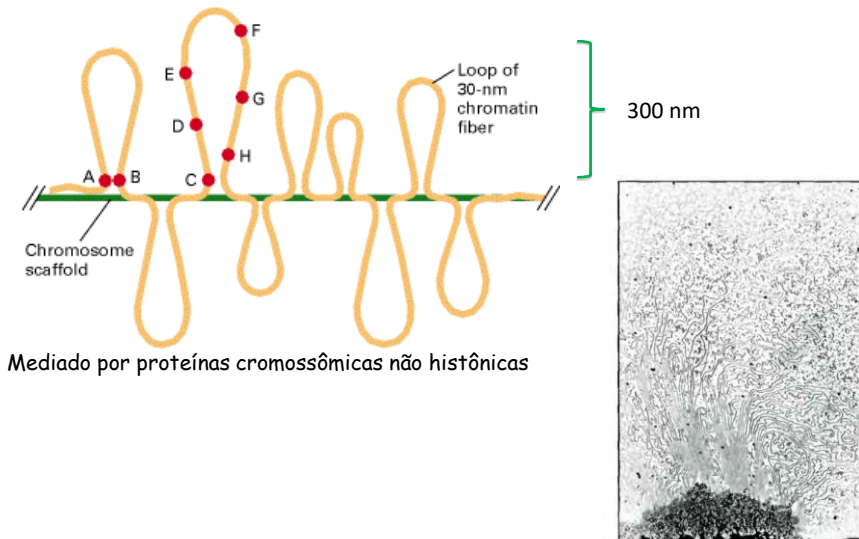 F
E
Loop of
30-nm
chromatin
fiber
G
300 nm
D
H
A
B
C
Chromosome
scaffold
Mediado por proteínas cromossômicas não histônicas